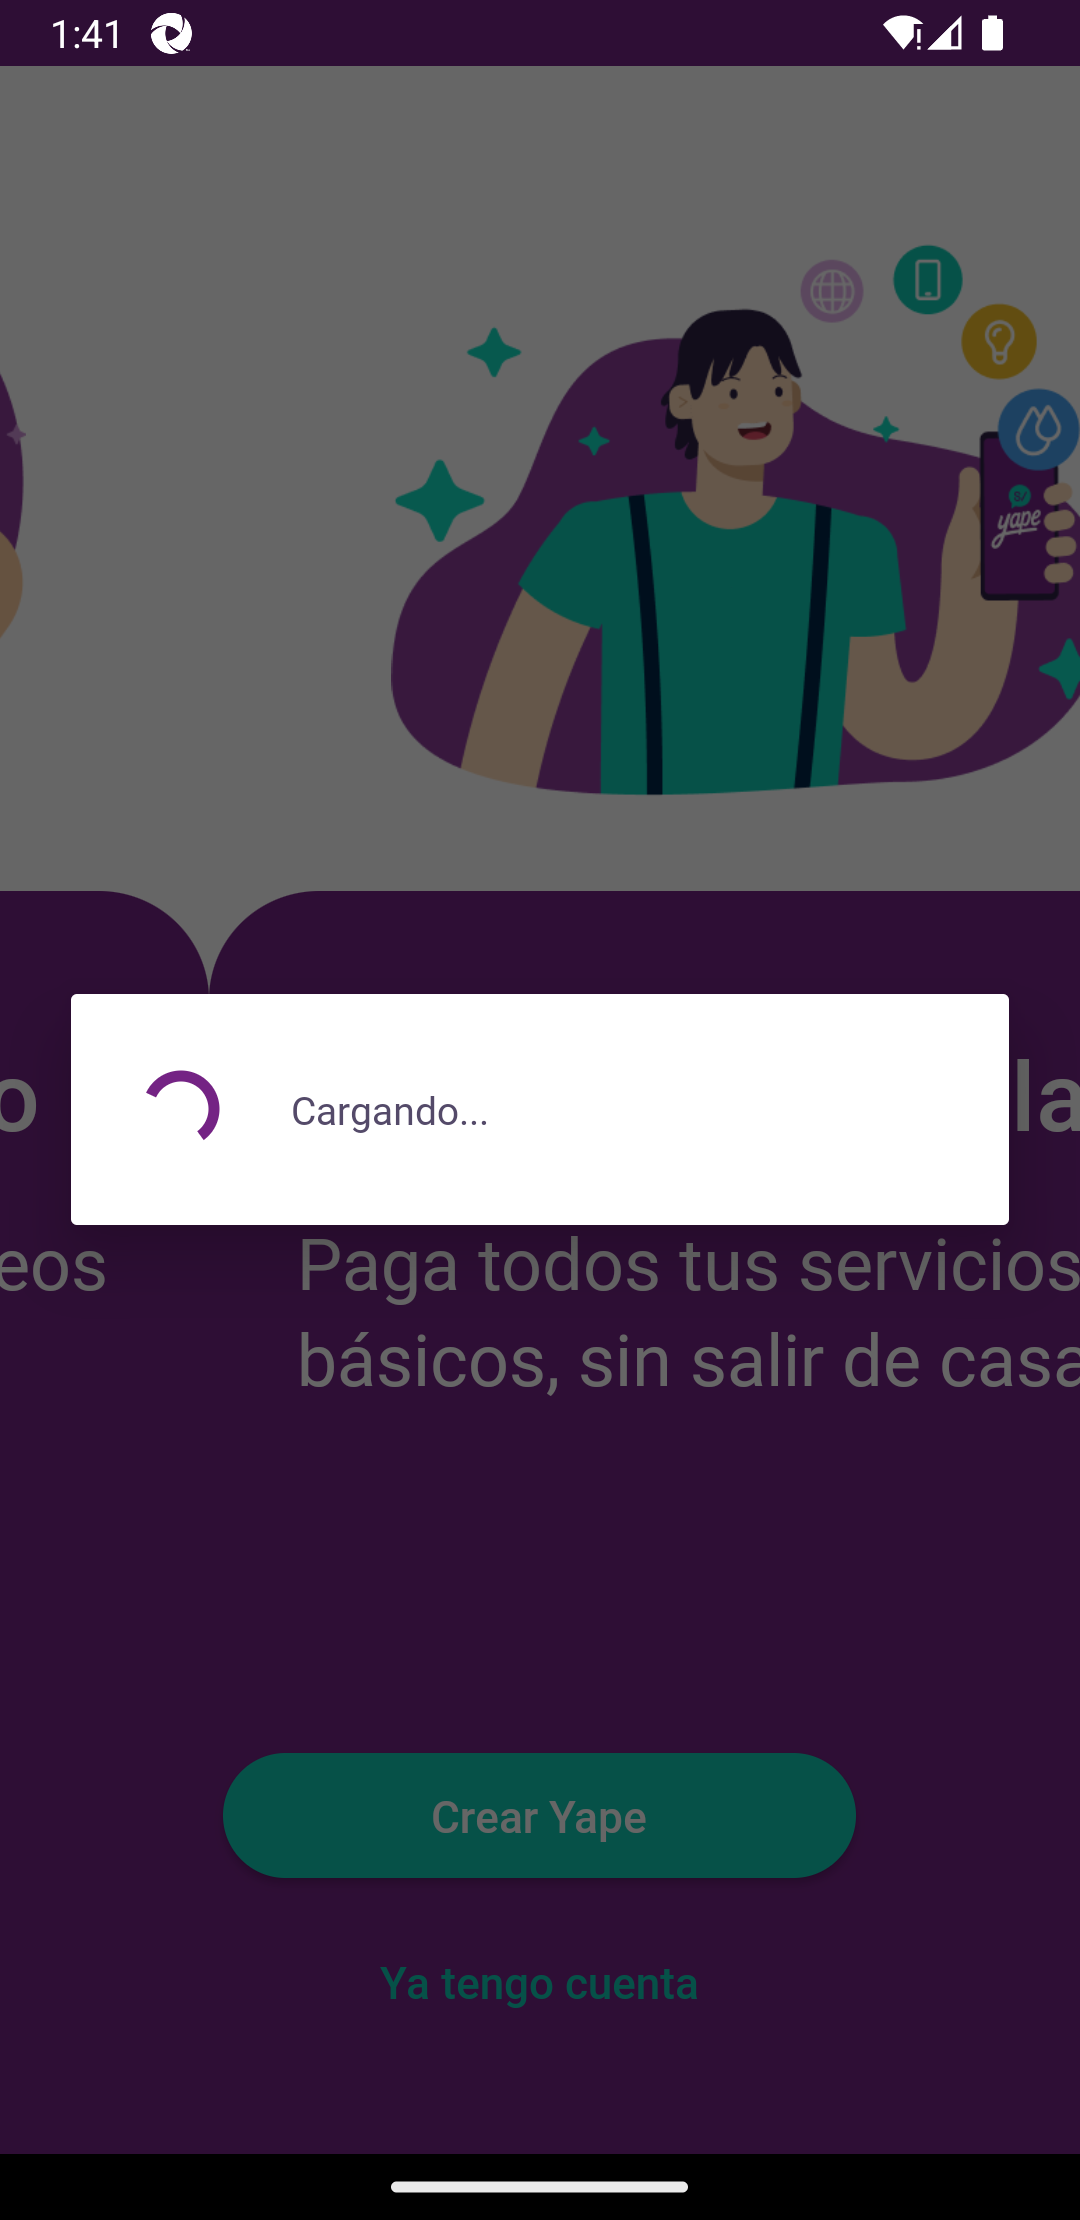 1:41
S/
yape
o
la
Cargando...
eos
Paga todos tus servicios
básicos, sin salir de casa
Crear Yape
Ya tengo cuenta